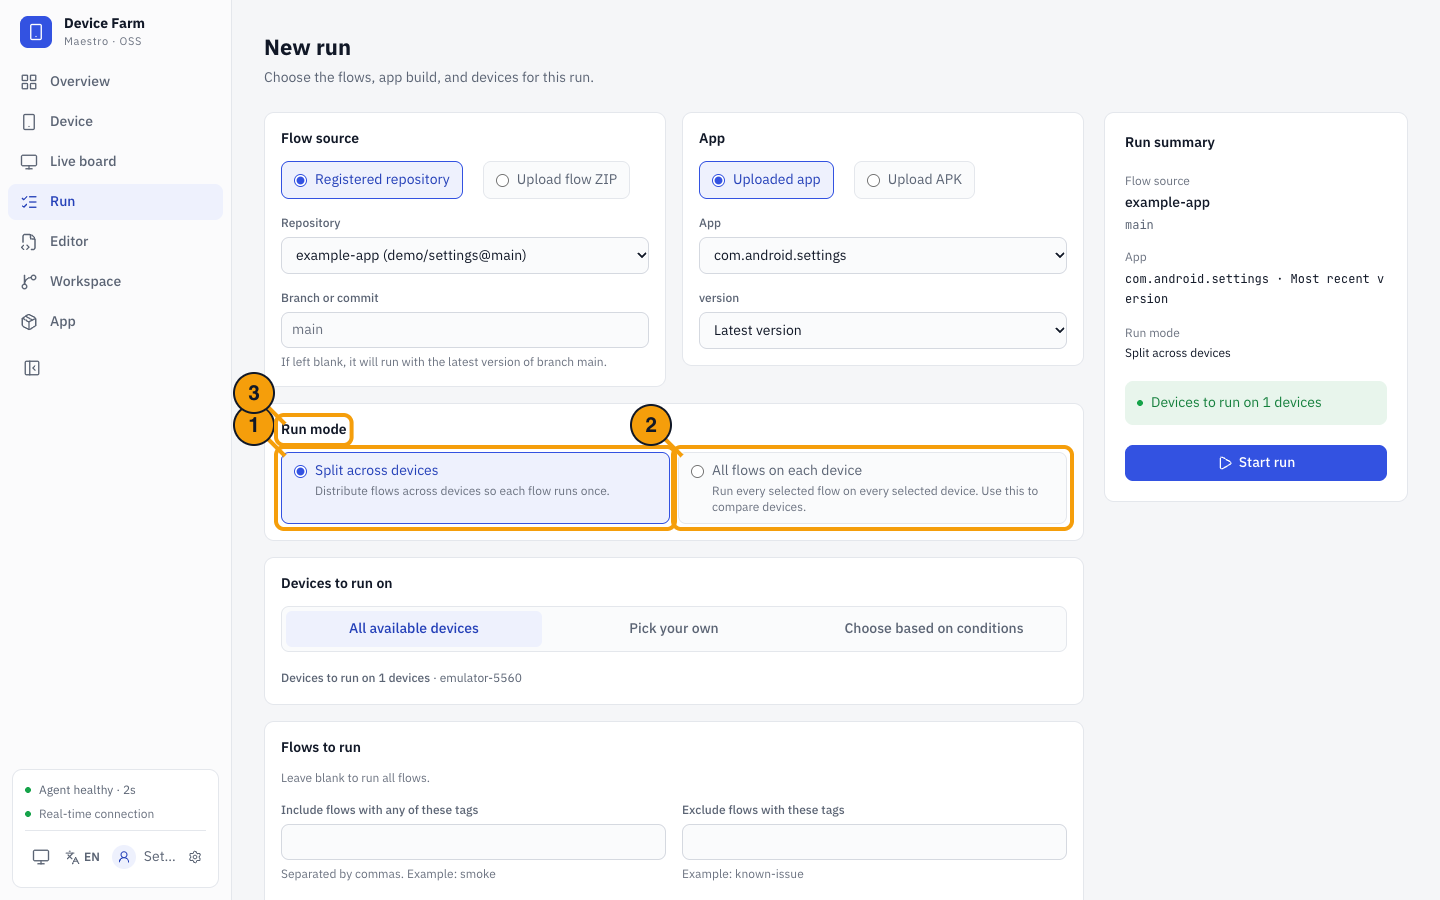 Device Farm
Maestro · OSS
Overview
Device
Live board
Run
Editor
Workspace
App
Agent healthy · 2s
Real-time connection
EN
Set...
New run
Choose the flows, app build, and devices for this run.
Flow source
Registered repository
Upload flow ZIP
Repository
example-app (demo/settings@main)
Branch or commit
main
If left blank, it will run with the latest version of branch main.
App
Uploaded app
Upload APK
App
com.android.settings
version
Latest version
3
1
2
Run mode
Split across devices
Distribute flows across devices so each flow runs once.
All flows on each device
Run every selected flow on every selected device. Use this to
compare devices.
Devices to run on
All available devices
Pick your own
Choose based on conditions
Devices to run on 1 devices · emulator-5560
Flows to run
Leave blank to run all flows.
Include flows with any of these tags
Separated by commas. Example: smoke
Exclude flows with these tags
Example: known-issue
Run summary
Flow source
example-app
main
App
com.android.settings · Most recent v
ersion
Run mode
Split across devices
Devices to run on 1 devices
Start run